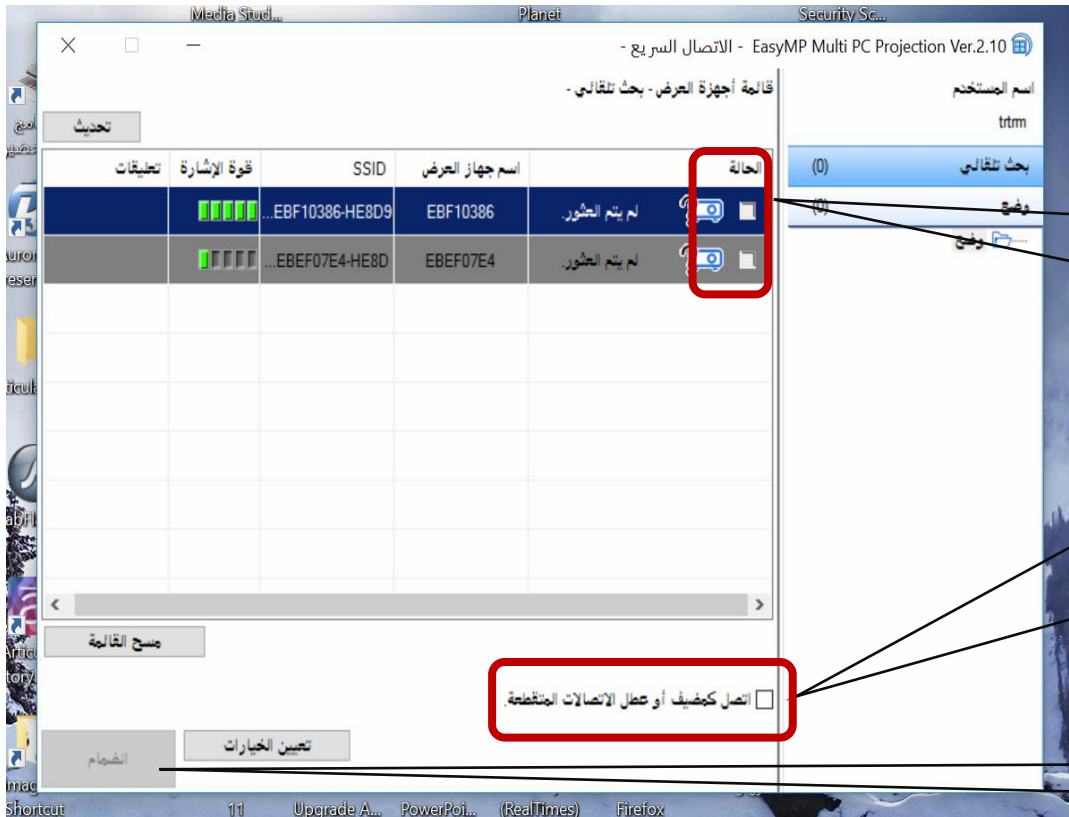 Media Stud...
Planet
Security Sc...
EasyMP Multi PC Projection Ver.2.10 - الاتصال السريع -
اسم المستخدم
trtm
بحث تلقائي (0)
وضع (0)
وضع
قائمة أجهزة العرض - بحث تلقائي -
تحديث
الحالة اسم جهاز العرض SSID قوة الإشارة تعليقات
لم يتم العثور. EBF10386 EBF10386-HE8D9...
لم يتم العثور. EBEF07E4 EBEF07E4-HE8D...
مسح القائمة
اتصل كمضيف أو عطل الاتصالات المتقطعة.
تعيين الخيارات
انضمام
Shortcut
11
Upgrade A...
PowerPoi...
(RealTimes)
Firefox